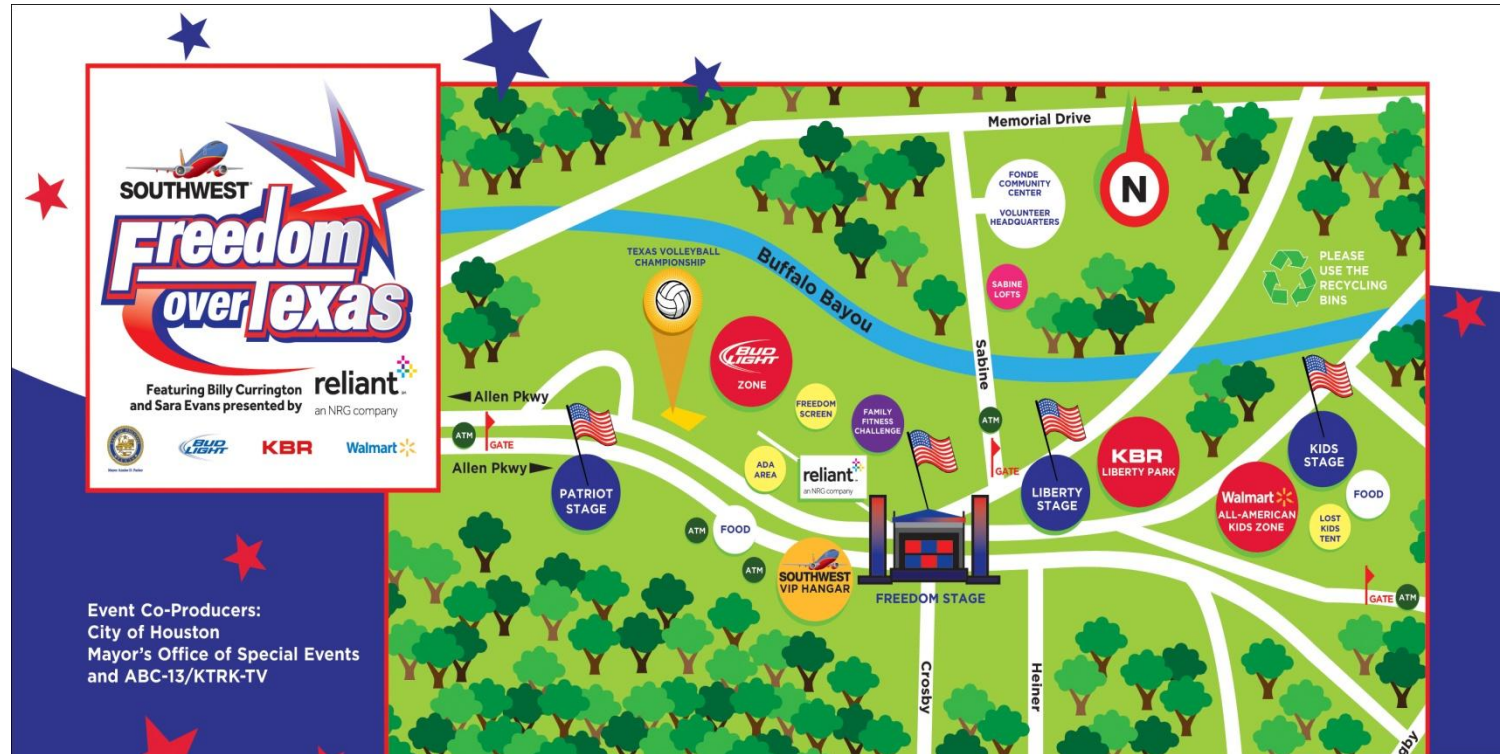 SOUTHWEST
Freedom
over Texas
Featuring Billy Currington
and Sara Evans presented by
reliant
an NRG company
BUD
LIGHT
KBR
Walmart
Event Co-Producers:
City of Houston
Mayor's Office of Special Events
and ABC-13/KTRK-TV
Memorial Drive
FONDE
COMMUNITY
CENTER
VOLUNTEER
HEADQUARTERS
N
TEXAS VOLLEYBALL
CHAMPIONSHIP
Buffalo Bayou
SABINE
LOFTS
PLEASE
USE THE
RECYCLING
BINS
Sabine
BUD
LIGHT
ZONE
Allen Pkwy
FREEDOM
SCREEN
FAMILY
FITNESS
CHALLENGE
ATM
GATE
Allen Pkwy
PATRIOT
STAGE
ADA
AREA
reliant
an NRG company
ATM
GATE
LIBERTY
STAGE
KBR
LIBERTY PARK
KIDS
STAGE
Walmart
ALL-AMERICAN
KIDS ZONE
FOOD
LOST
KIDS
TENT
ATM
FOOD
ATM
SOUTHWEST
VIP HANGAR
FREEDOM STAGE
GATE
ATM
Crosby
Heiner